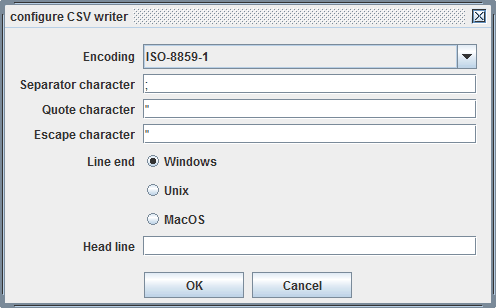 configure CSV writer
Encoding ISO-8859-1
Separator character ;
Quote character "
Escape character "
Line end Windows
Unix
MacOS
Head line
OK Cancel